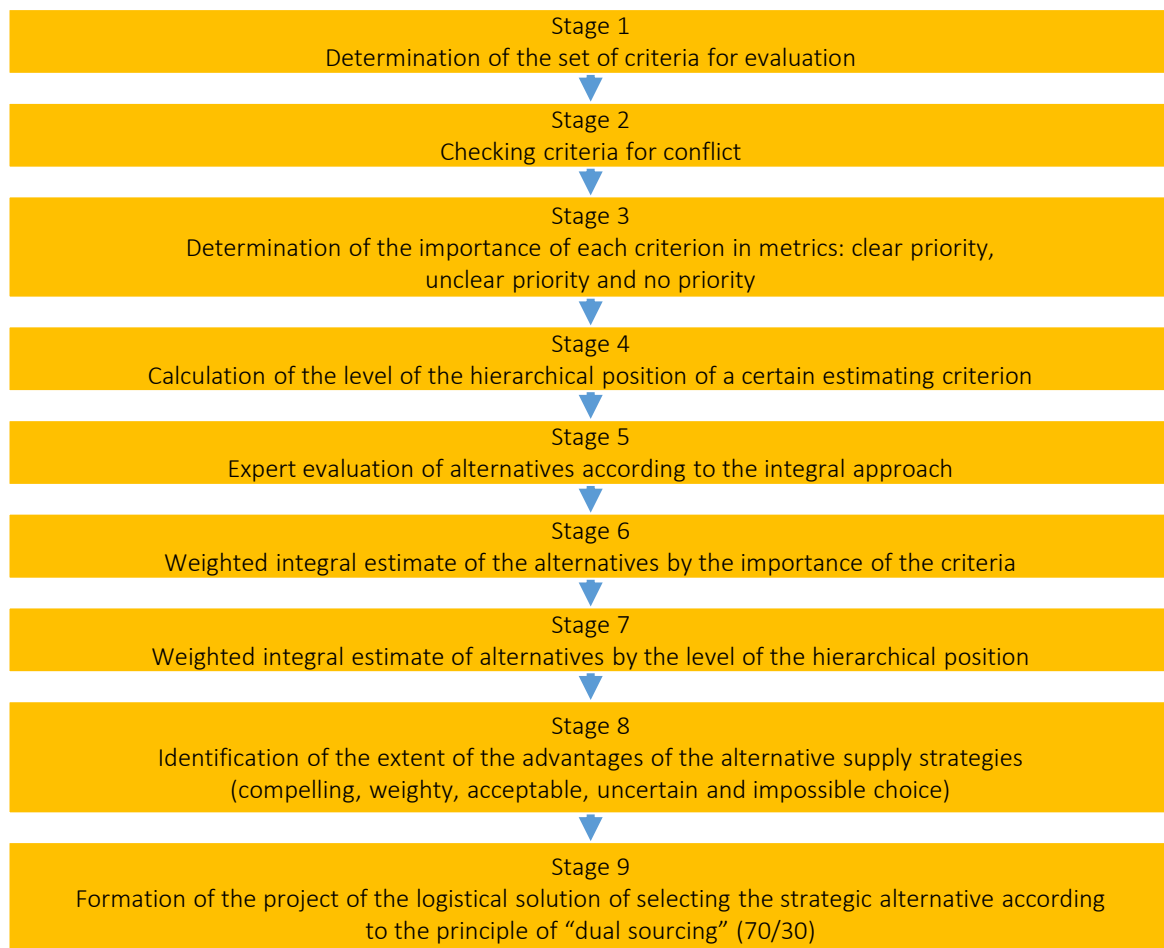 Stage 1
Determination of the set of criteria for evaluation
Stage 2
Checking criteria for conflict
Stage 3
Determination of the importance of each criterion in metrics: clear priority,
unclear priority and no priority
Stage 4
Calculation of the level of the hierarchical position of a certain estimating criterion
Stage 5
Expert evaluation of alternatives according to the integral approach
Stage 6
Weighted integral estimate of the alternatives by the importance of the criteria
Stage 7
Weighted integral estimate of alternatives by the level of the hierarchical position
Stage 8
Identification of the extent of the advantages of the alternative supply strategies
(compelling, weighty, acceptable, uncertain and impossible choice)
Stage 9
Formation of the project of the logistical solution of selecting the strategic alternative according
to the principle of “dual sourcing” (70/30)